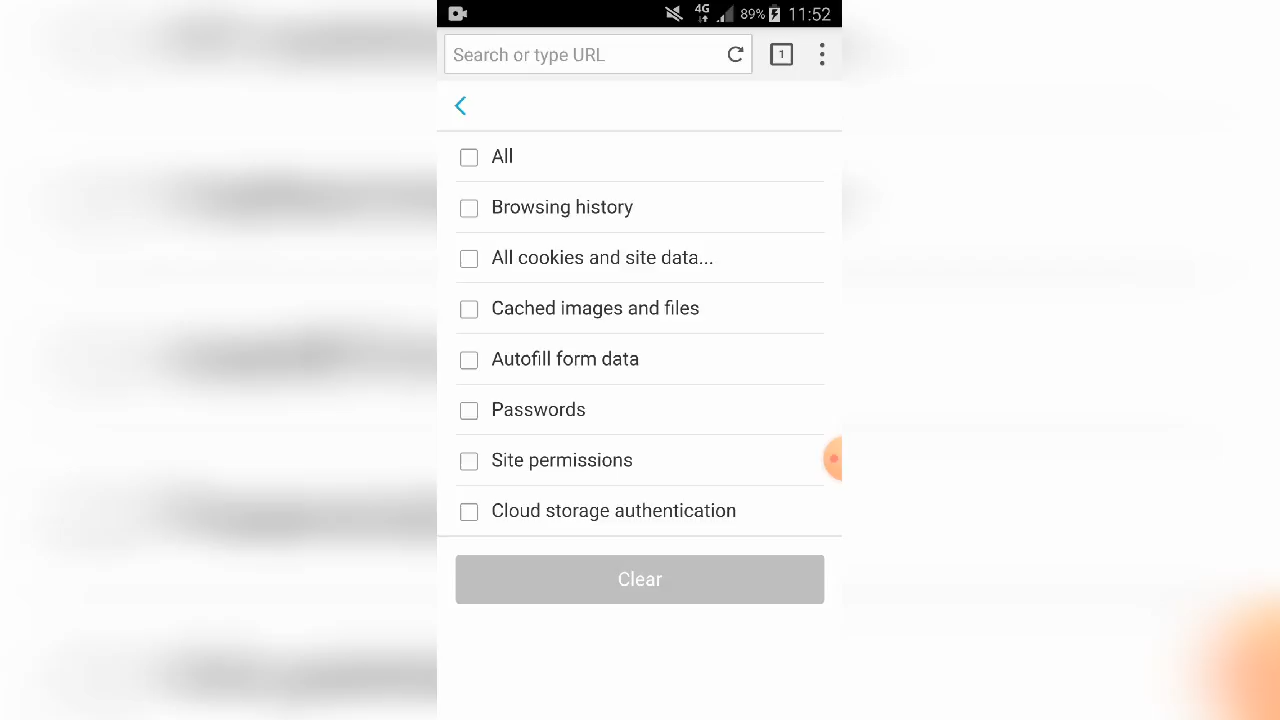 4G 89% 11:52
Search or type URL 1
All
Browsing history
All cookies and site data...
Cached images and files
Autofill form data
Passwords
Site permissions
Cloud storage authentication
Clear